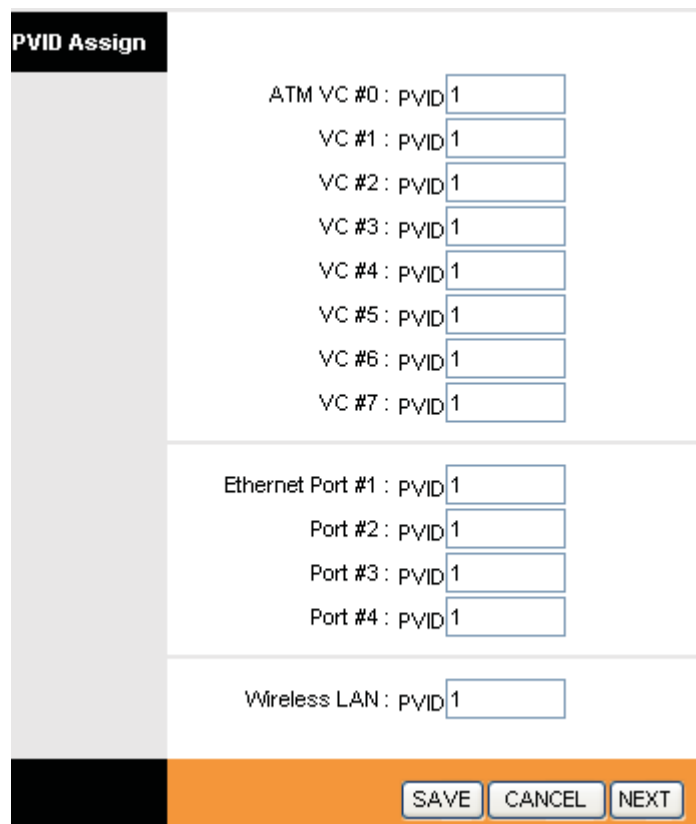 PVID Assign
ATM VC #0 : PVID 1
VC #1 : PVID 1
VC #2 : PVID 1
VC #3 : PVID 1
VC #4 : PVID 1
VC #5 : PVID 1
VC #6 : PVID 1
VC #7 : PVID 1
Ethernet Port #1 : PVID 1
Port #2 : PVID 1
Port #3 : PVID 1
Port #4 : PVID 1
Wireless LAN : PVID 1
SAVE CANCEL NEXT